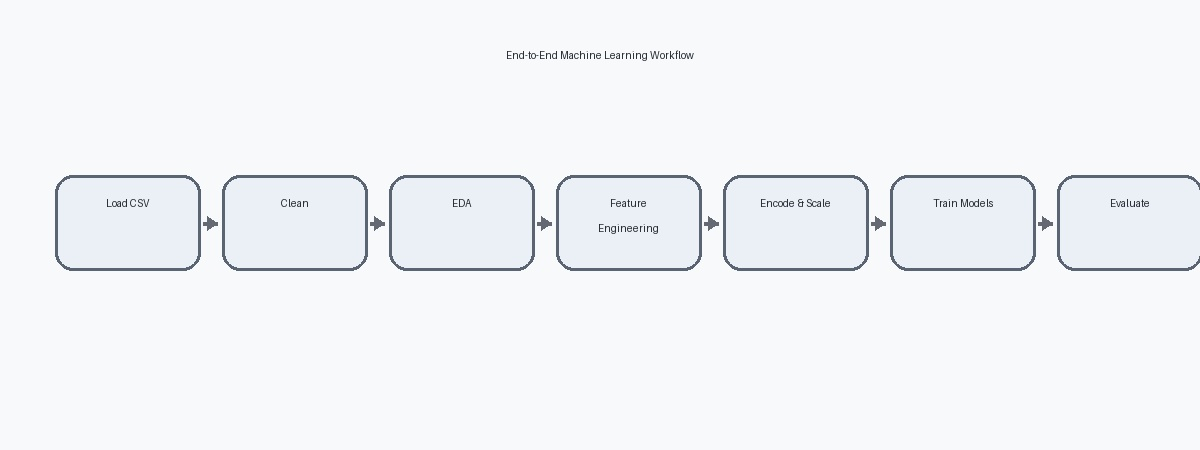 End-to-End Machine Learning Workflow
Load CSV
Clean
EDA
Feature
Engineering
Encode & Scale
Train Models
Evaluate